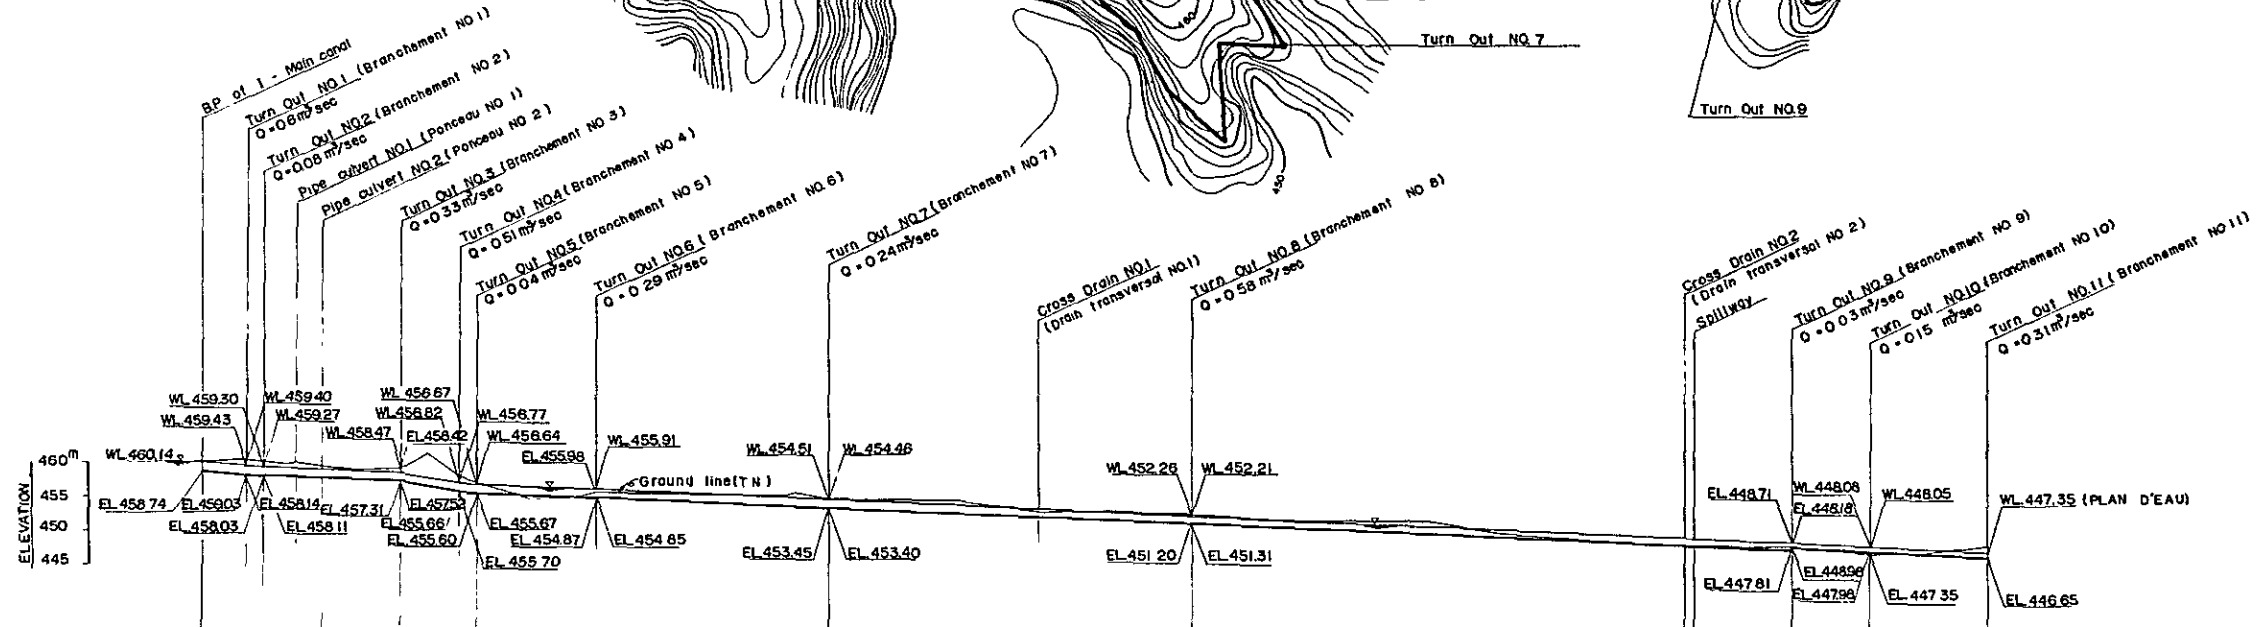 460
Turn Out NO.7
450
Turn Out NO.9
B.P of I - Main canal
Turn Out NO.1 (Branchement NO 1)
Q=0.6m³/sec
Turn Out NO.2 (Branchement NO 2)
Q=0.08m³/sec
Pipe culvert NO.1 (Ponceau NO 1)
Pipe culvert NO.2 (Ponceau NO 2)
Turn Out NO.3 (Branchement NO 3)
Q=0.33m³/sec
Turn Out NO.4 (Branchement NO 4)
Q=0.51m³/sec
Turn Out NO.5 (Branchement NO 5)
Q=0.04m³/sec
Turn Out NO.6 (Branchement NO 6)
Q=0.29m³/sec
Turn Out NO.7 (Branchement NO 7)
Q=0.24m³/sec
Cross Drain NO.1
(Drain transversal NO.1)
Turn Out NO.8 (Branchement NO 8)
Q=0.58m³/sec
Cross Drain NO.2
(Drain transversal NO 2)
Spillway
Turn Out NO.9 (Branchement NO 9)
Q=0.03m³/sec
Turn Out NO.10 (Branchement NO 10)
Q=0.15 m³/sec
Turn Out NO.11 (Branchement NO 11)
Q=0.31m³/sec
WL.459.30 WL.459.40 WL.456.67
WL.459.43 WL.459.27 WL.456.82 WL.456.77
WL.458.47 EL.458.42 WL.456.64 WL.455.91
WL.460.14 EL.455.98 WL.454.51 WL.454.46
WL.452.26 WL.452.21
Ground line(T N)
EL.448.71 WL.448.08 WL.448.05 WL.447.35 (PLAN D'EAU)
EL.448.18
ELEVATION
460m
455
450
445
EL.458.74 EL.459.03 EL.458.14 EL.457.31 EL.457.52
EL.458.03 EL.458.11 EL.455.66 EL.455.67
EL.455.60 EL.454.87 EL.454.85
EL.455.70
EL.453.45 EL.453.40
EL.451.20 EL.451.31
EL.447.81 EL.448.98
EL.447.98 EL.447.35 EL.446.65